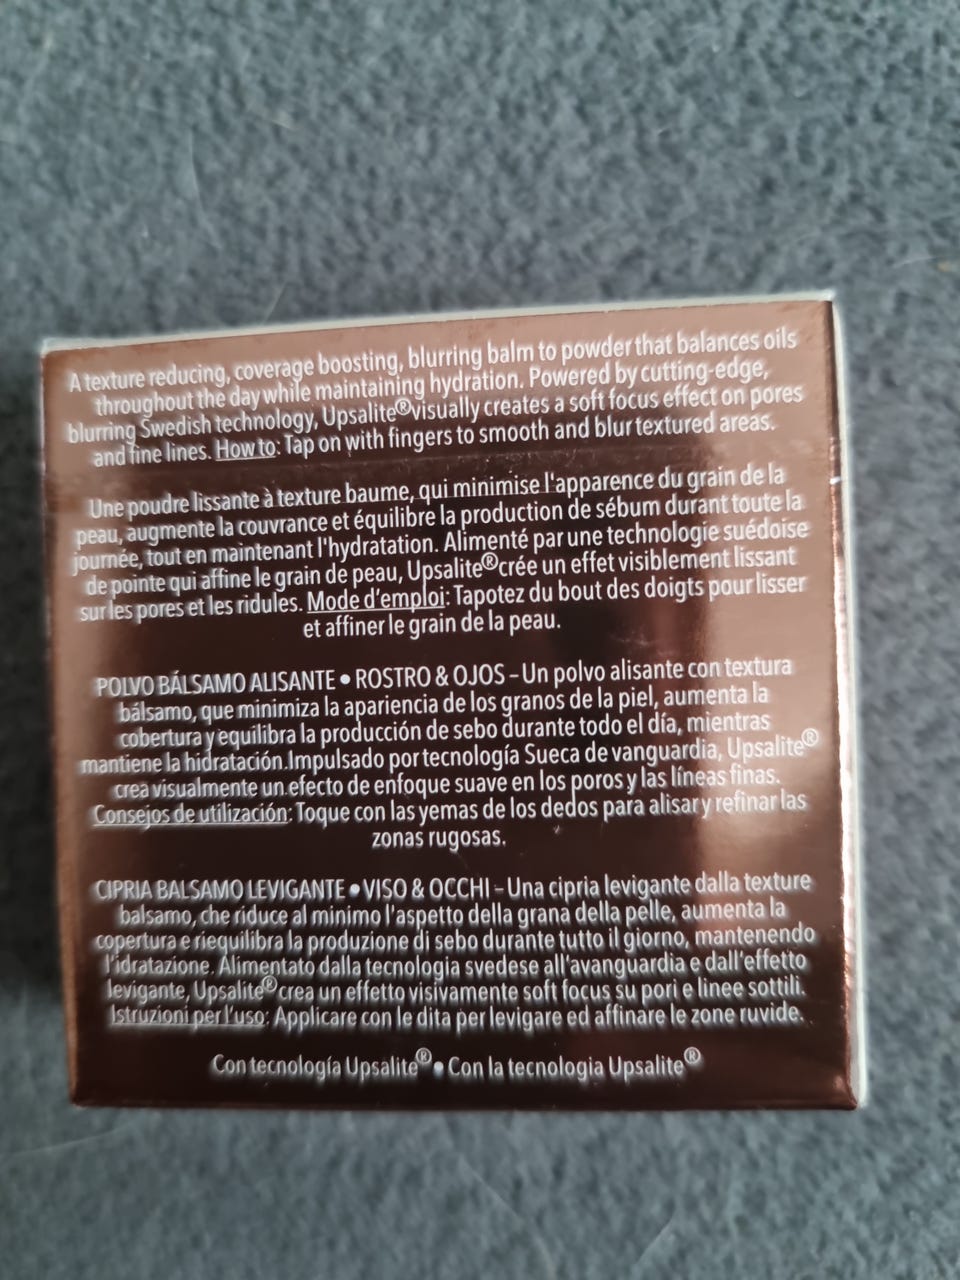 A texture reducing, coverage boosting, blurring balm to powder that balances oils
throughout the day while maintaining hydration. Powered by cutting-edge,
blurring Swedish technology, Upsalite® visually creates a soft focus effect on pores
and fine lines. How to: Tap on with fingers to smooth and blur textured areas.
Une poudre lissante à texture baume, qui minimise l'apparence du grain de la
peau, augmente la couvrance et équilibre la production de sébum durant toute la
journée, tout en maintenant l'hydratation. Alimenté par une technologie suédoise
de pointe qui affine le grain de peau, Upsalite® crée un effet visiblement lissant
sur les pores et les ridules. Mode d'emploi: Tapotez du bout des doigts pour lisser
et affiner le grain de la peau.
POLVO BÁLSAMO ALISANTE • ROSTRO & OJOS – Un polvo alisante con textura
bálsamo, que minimiza la apariencia de los granos de la piel, aumenta la
cobertura y equilibra la producción de sebo durante todo el día, mientras
mantiene la hidratación. Impulsado por tecnología Sueca de vanguardia, Upsalite®
crea visualmente un efecto de enfoque suave en los poros y las líneas finas.
Consejos de utilización: Toque con las yemas de los dedos para alisar y refinar las
zonas rugosas.
CIPRIA BALSAMO LEVIGANTE • VISO & OCCHI – Una cipria levigante dalla texture
balsamo, che riduce al minimo l'aspetto della grana della pelle, aumenta la
copertura e riequilibra la produzione di sebo durante tutto il giorno, mantenendo
l'idratazione. Alimentato dalla tecnologia svedese all'avanguardia e dall'effetto
levigante, Upsalite® crea un effetto visivamente soft focus su pori e linee sottili.
Istruzioni per l'uso: Applicare con le dita per levigare ed affinare le zone ruvide.
Con tecnología Upsalite® • Con la tecnologia Upsalite®